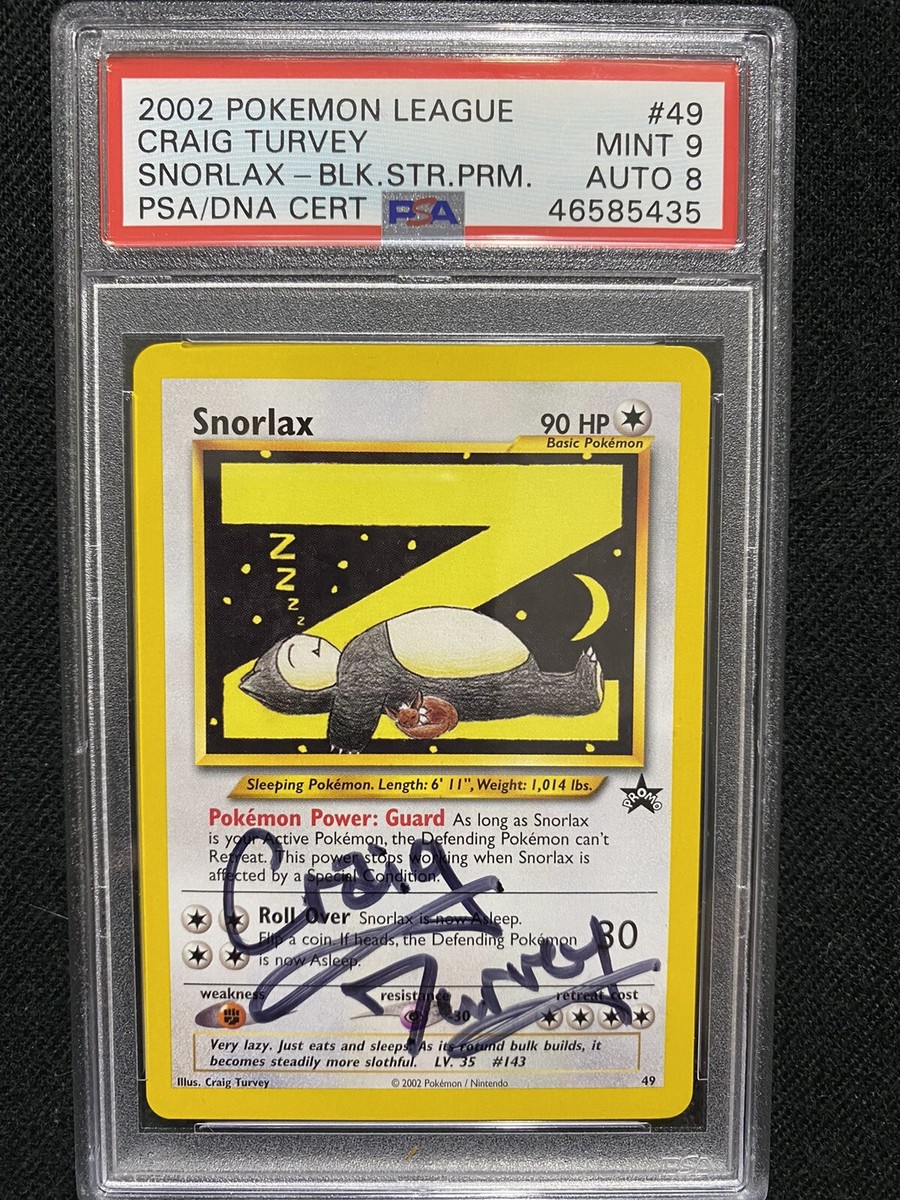 2002 POKEMON LEAGUE #49
CRAIG TURVEY MINT 9
SNORLAX – BLK.STR.PRM. AUTO 8
PSA/DNA CERT PSA 46585435
Snorlax 90 HP
Basic Pokémon
Z
Z
Z
Z
z
Sleeping Pokémon. Length: 6' 11", Weight: 1,014 lbs.
PROMO
Pokémon Power: Guard As long as Snorlax
is your Active Pokémon, the Defending Pokémon can't
Retreat. This power stops working when Snorlax is
affected by a Special Condition.
Craig
Turvey
Roll Over Snorlax is now Asleep.
Flip a coin. If heads, the Defending Pokémon
is now Asleep.
30
weakness resistance retreat cost
-30
Very lazy. Just eats and sleeps. As its rotund bulk builds, it
becomes steadily more slothful. LV. 35 #143
Illus. Craig Turvey © 2002 Pokémon / Nintendo 49